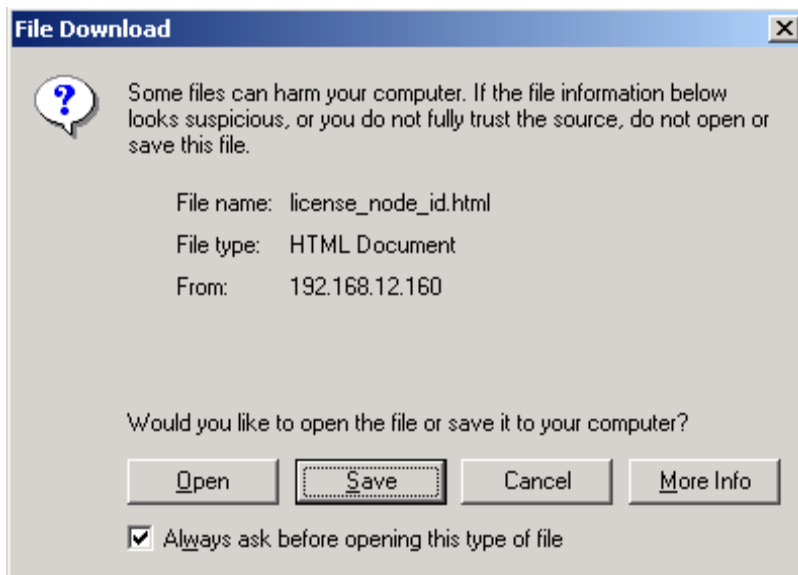 File Download
Some files can harm your computer. If the file information below
looks suspicious, or you do not fully trust the source, do not open or
save this file.
File name: license_node_id.html
File type: HTML Document
From: 192.168.12.160
Would you like to open the file or save it to your computer?
Open Save Cancel More Info
Always ask before opening this type of file